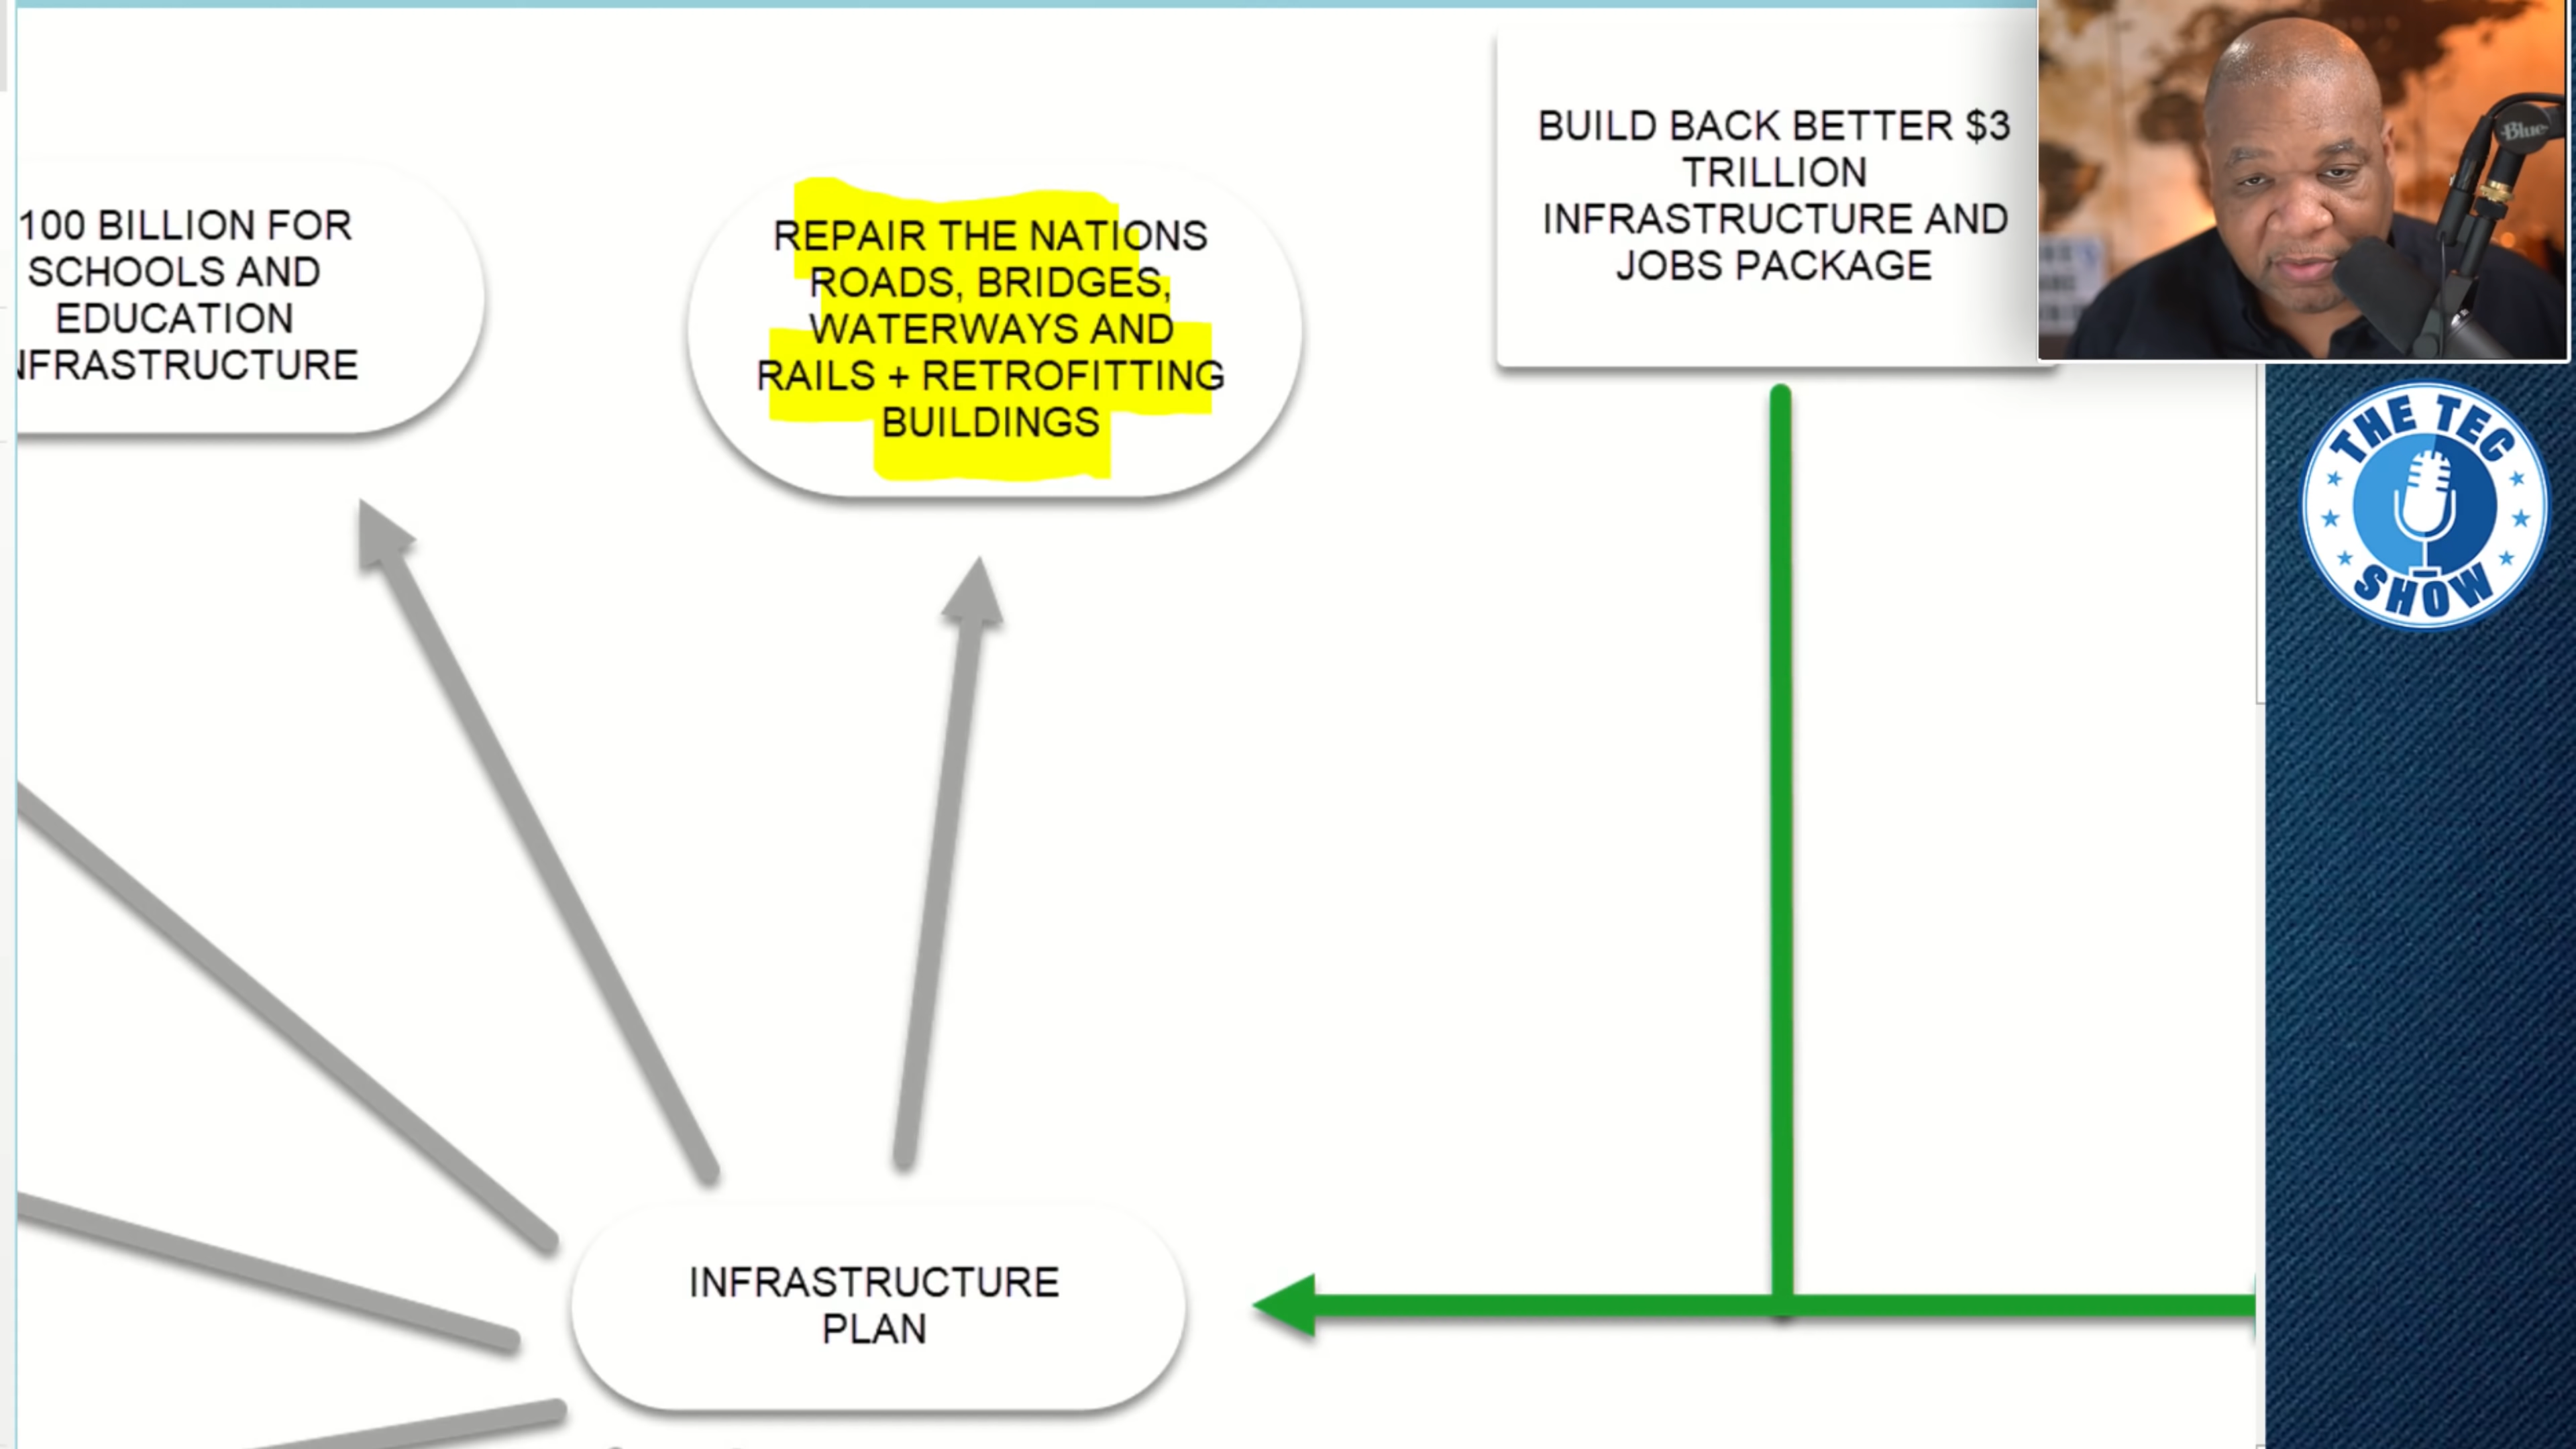 100 BILLION FOR
SCHOOLS AND
EDUCATION
NFRASTRUCTURE
REPAIR THE NATIONS
ROADS, BRIDGES,
WATERWAYS AND
RAILS + RETROFITTING
BUILDINGS
BUILD BACK BETTER $3
TRILLION
INFRASTRUCTURE AND
JOBS PACKAGE
Blue
THE TEC
SHOW
INFRASTRUCTURE
PLAN